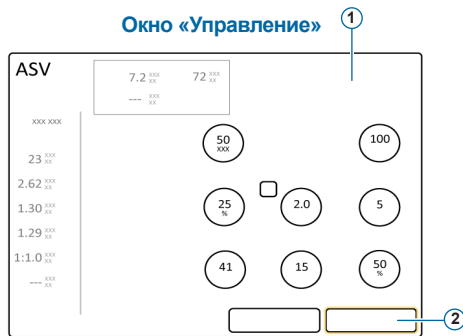 Окно «Управление»
1
ASV
7.2 xxx xx 72 xxx xx
--- xxx xx
xxx xxx
23 xxx xx
2.62 xxx xx
1.30 xxx xx
1.29 xxx xx
1:1.0 xxx xx
--- xxx xx
50 xxx
100
25 %
2.0
5
41
15
50 %
2